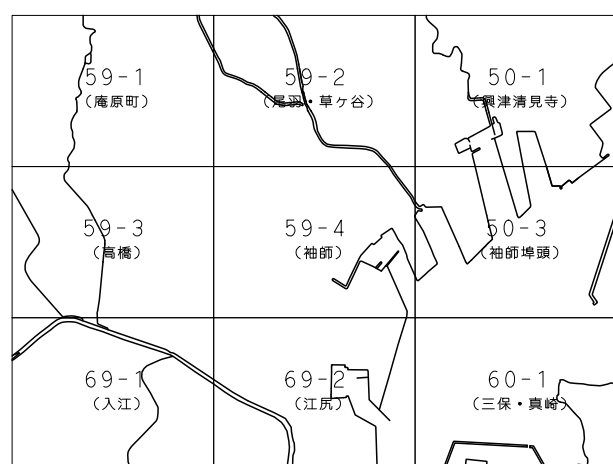 59-1
(庵原町)
59-2
(尾羽・草ヶ谷)
50-1
(興津清見寺)
59-3
(高橋)
59-4
(袖師)
50-3
(袖師埠頭)
69-1
(入江)
69-2
(江尻)
60-1
(三保・真崎)